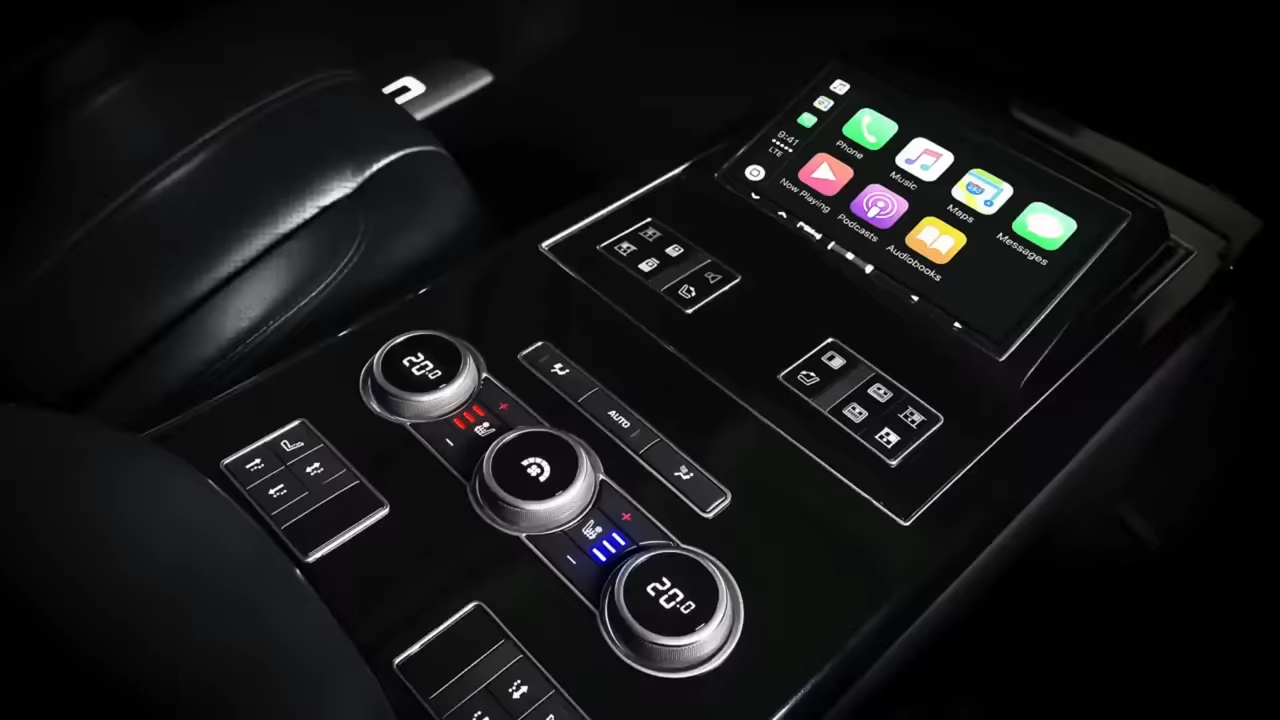 9:41
LTE
Phone
Music
Maps
Messages
Now Playing
Podcasts
Audiobooks
20.0
AUTO
20.0